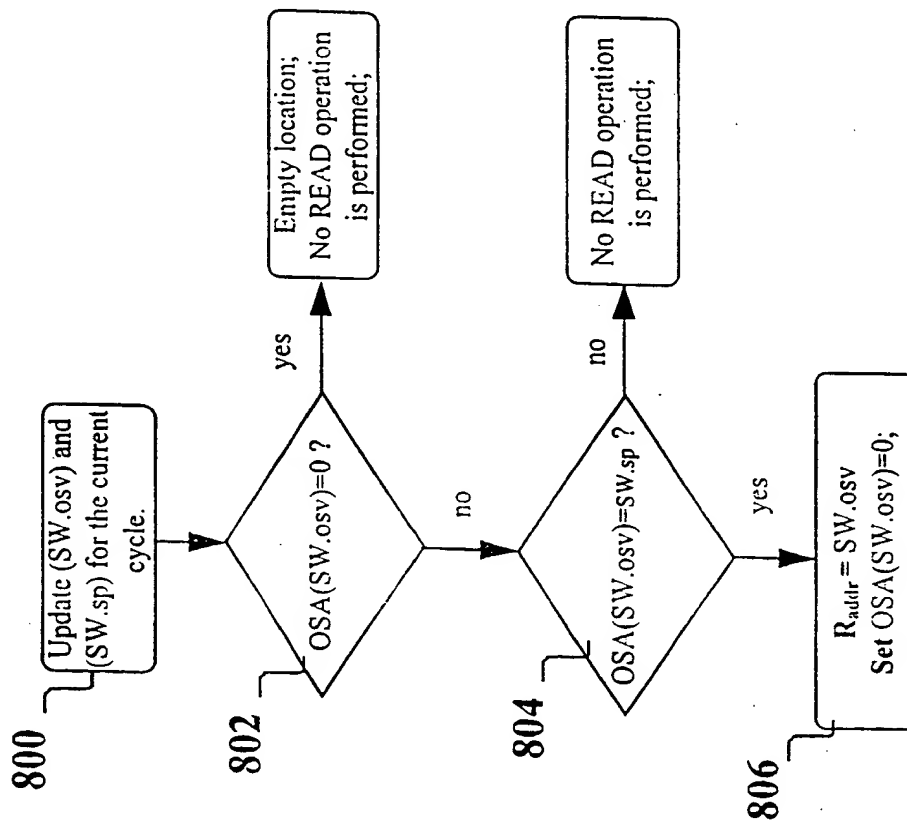 800
Update (SW.osv) and
(SW.sp) for the current
cycle.
802
OSA(SW.osv)=0 ?
yes
Empty location;
No READ operation
is performed;
no
804
OSA(SW.osv)=SW.sp ?
no
No READ operation
is performed;
yes
806
Raddr = SW.osv
Set OSA(SW.osv)=0;